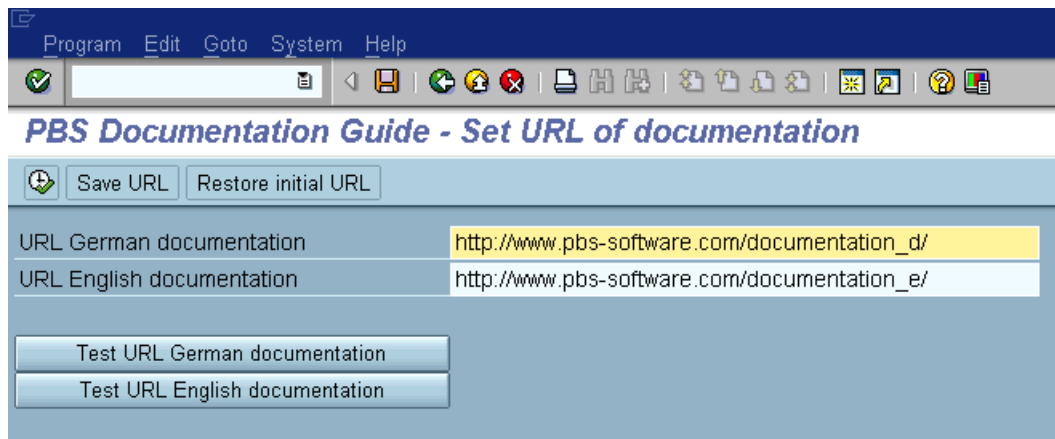 Program Edit Goto System Help
PBS Documentation Guide - Set URL of documentation
Save URL Restore initial URL
URL German documentation http://www.pbs-software.com/documentation_d/
URL English documentation http://www.pbs-software.com/documentation_e/
Test URL German documentation
Test URL English documentation